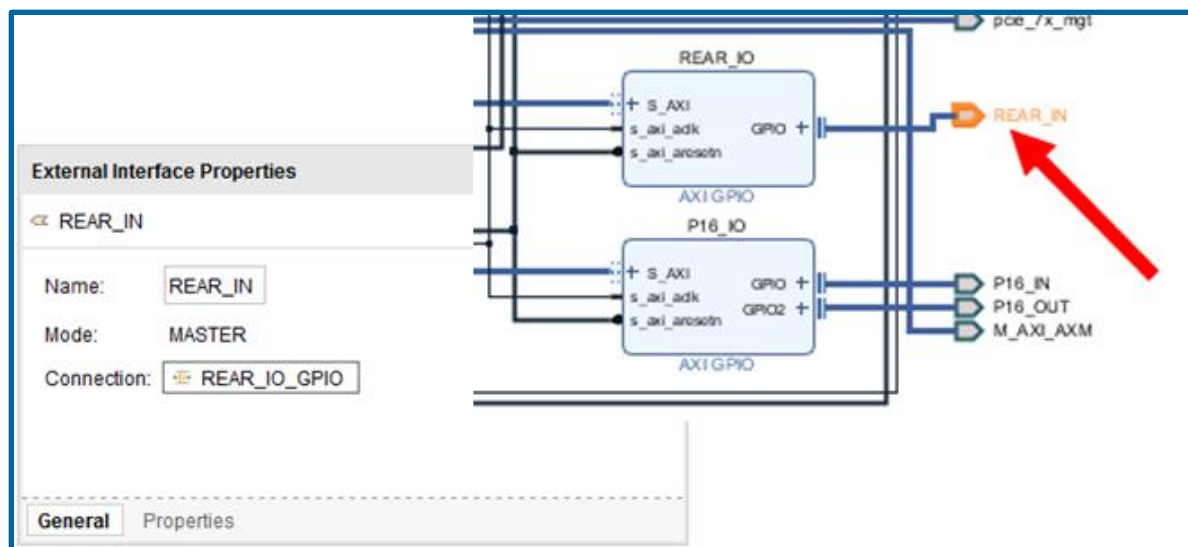 External Interface Properties
REAR_IN
Name: REAR_IN
Mode: MASTER
Connection: REAR_IO_GPIO
General Properties
pcie_7x_mgt
REAR_IO
S_AXI
s_axi_aclk GPIO
s_axi_aresetn
REAR_IN
AXI GPIO
P16_IO
S_AXI
GPIO
s_axi_aclk
GPIO2
s_axi_aresetn
P16_IN
P16_OUT
M_AXI_AXM
AXI GPIO